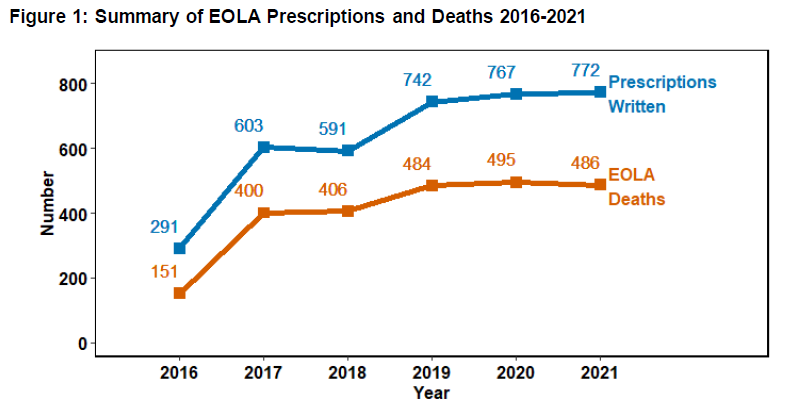 Figure 1: Summary of EOLA Prescriptions and Deaths 2016-2021
800
600
400
200
0
Number
291
603
591
742
767
772
Prescriptions
Written
151
400
406
484
495
486
EOLA
Deaths
2016 2017 2018 2019 2020 2021
Year